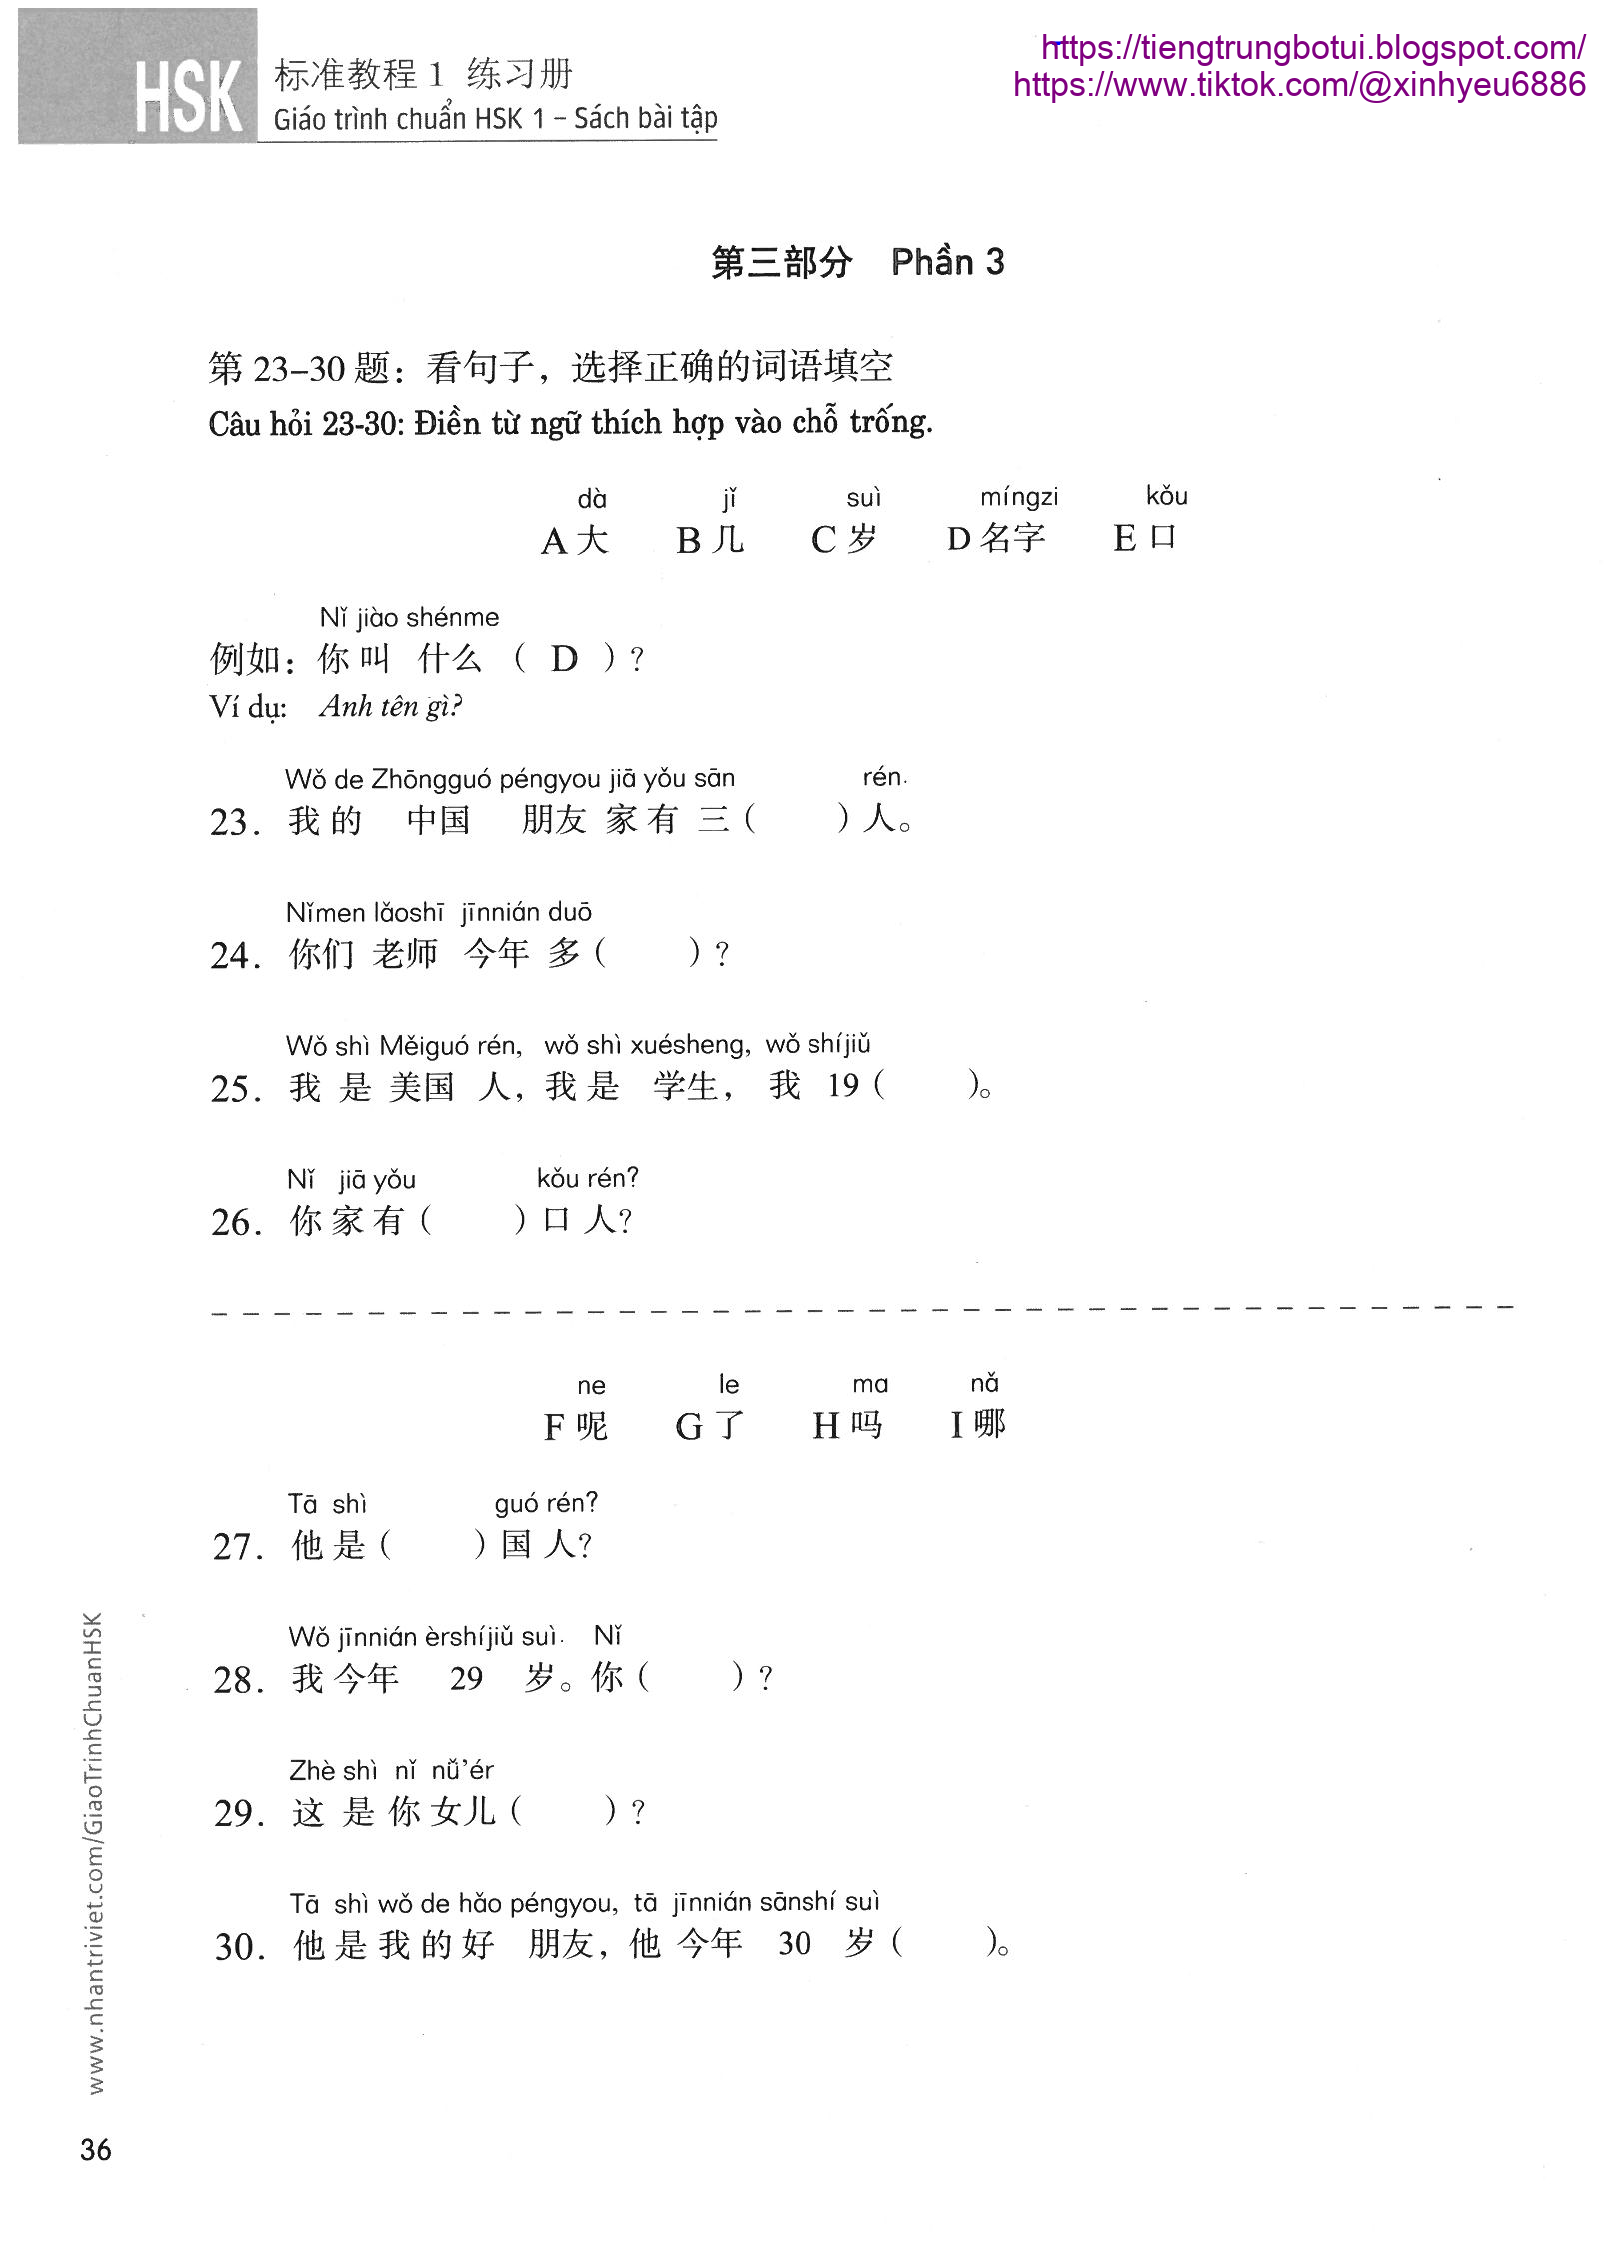 https://tiengtrungbotui.blogspot.com/
https://www.tiktok.com/@xinhyeu6886
HSK
标准教程1 练习册
Giáo trình chuẩn HSK 1 – Sách bài tập
第三部分 Phần 3
第 23–30 题：看句子，选择正确的词语填空
Câu hỏi 23-30: Điền từ ngữ thích hợp vào chỗ trống.
dà jǐ suì míngzi kǒu
A 大 B 几 C 岁 D 名字 E 口
Nǐ jiào shénme
例如：你 叫 什么 （ D ）？
Ví dụ: Anh tên gì?
Wǒ de Zhōngguó péngyou jiā yǒu sān rén.
23. 我 的 中国 朋友 家 有 三（ ）人。
Nǐmen lǎoshī jīnnián duō
24. 你们 老师 今年 多（ ）？
Wǒ shì Měiguó rén, wǒ shì xuésheng, wǒ shíjiǔ
25. 我 是 美国 人，我 是 学生， 我 19（ ）。
Nǐ jiā yǒu kǒu rén?
26. 你 家 有（ ）口 人？
ne le ma nǎ
F 呢 G 了 H 吗 I 哪
Tā shì guó rén?
27. 他 是（ ）国 人？
Wǒ jīnnián èrshíjiǔ suì. Nǐ
28. 我 今年 29 岁。你（ ）？
Zhè shì nǐ nǚ'ér
29. 这 是 你 女儿（ ）？
Tā shì wǒ de hǎo péngyou, tā jīnnián sānshí suì
30. 他 是 我 的 好 朋友，他 今年 30 岁（ ）。
www.nhantriviet.com/GiaoTrinhChuanHSK
36